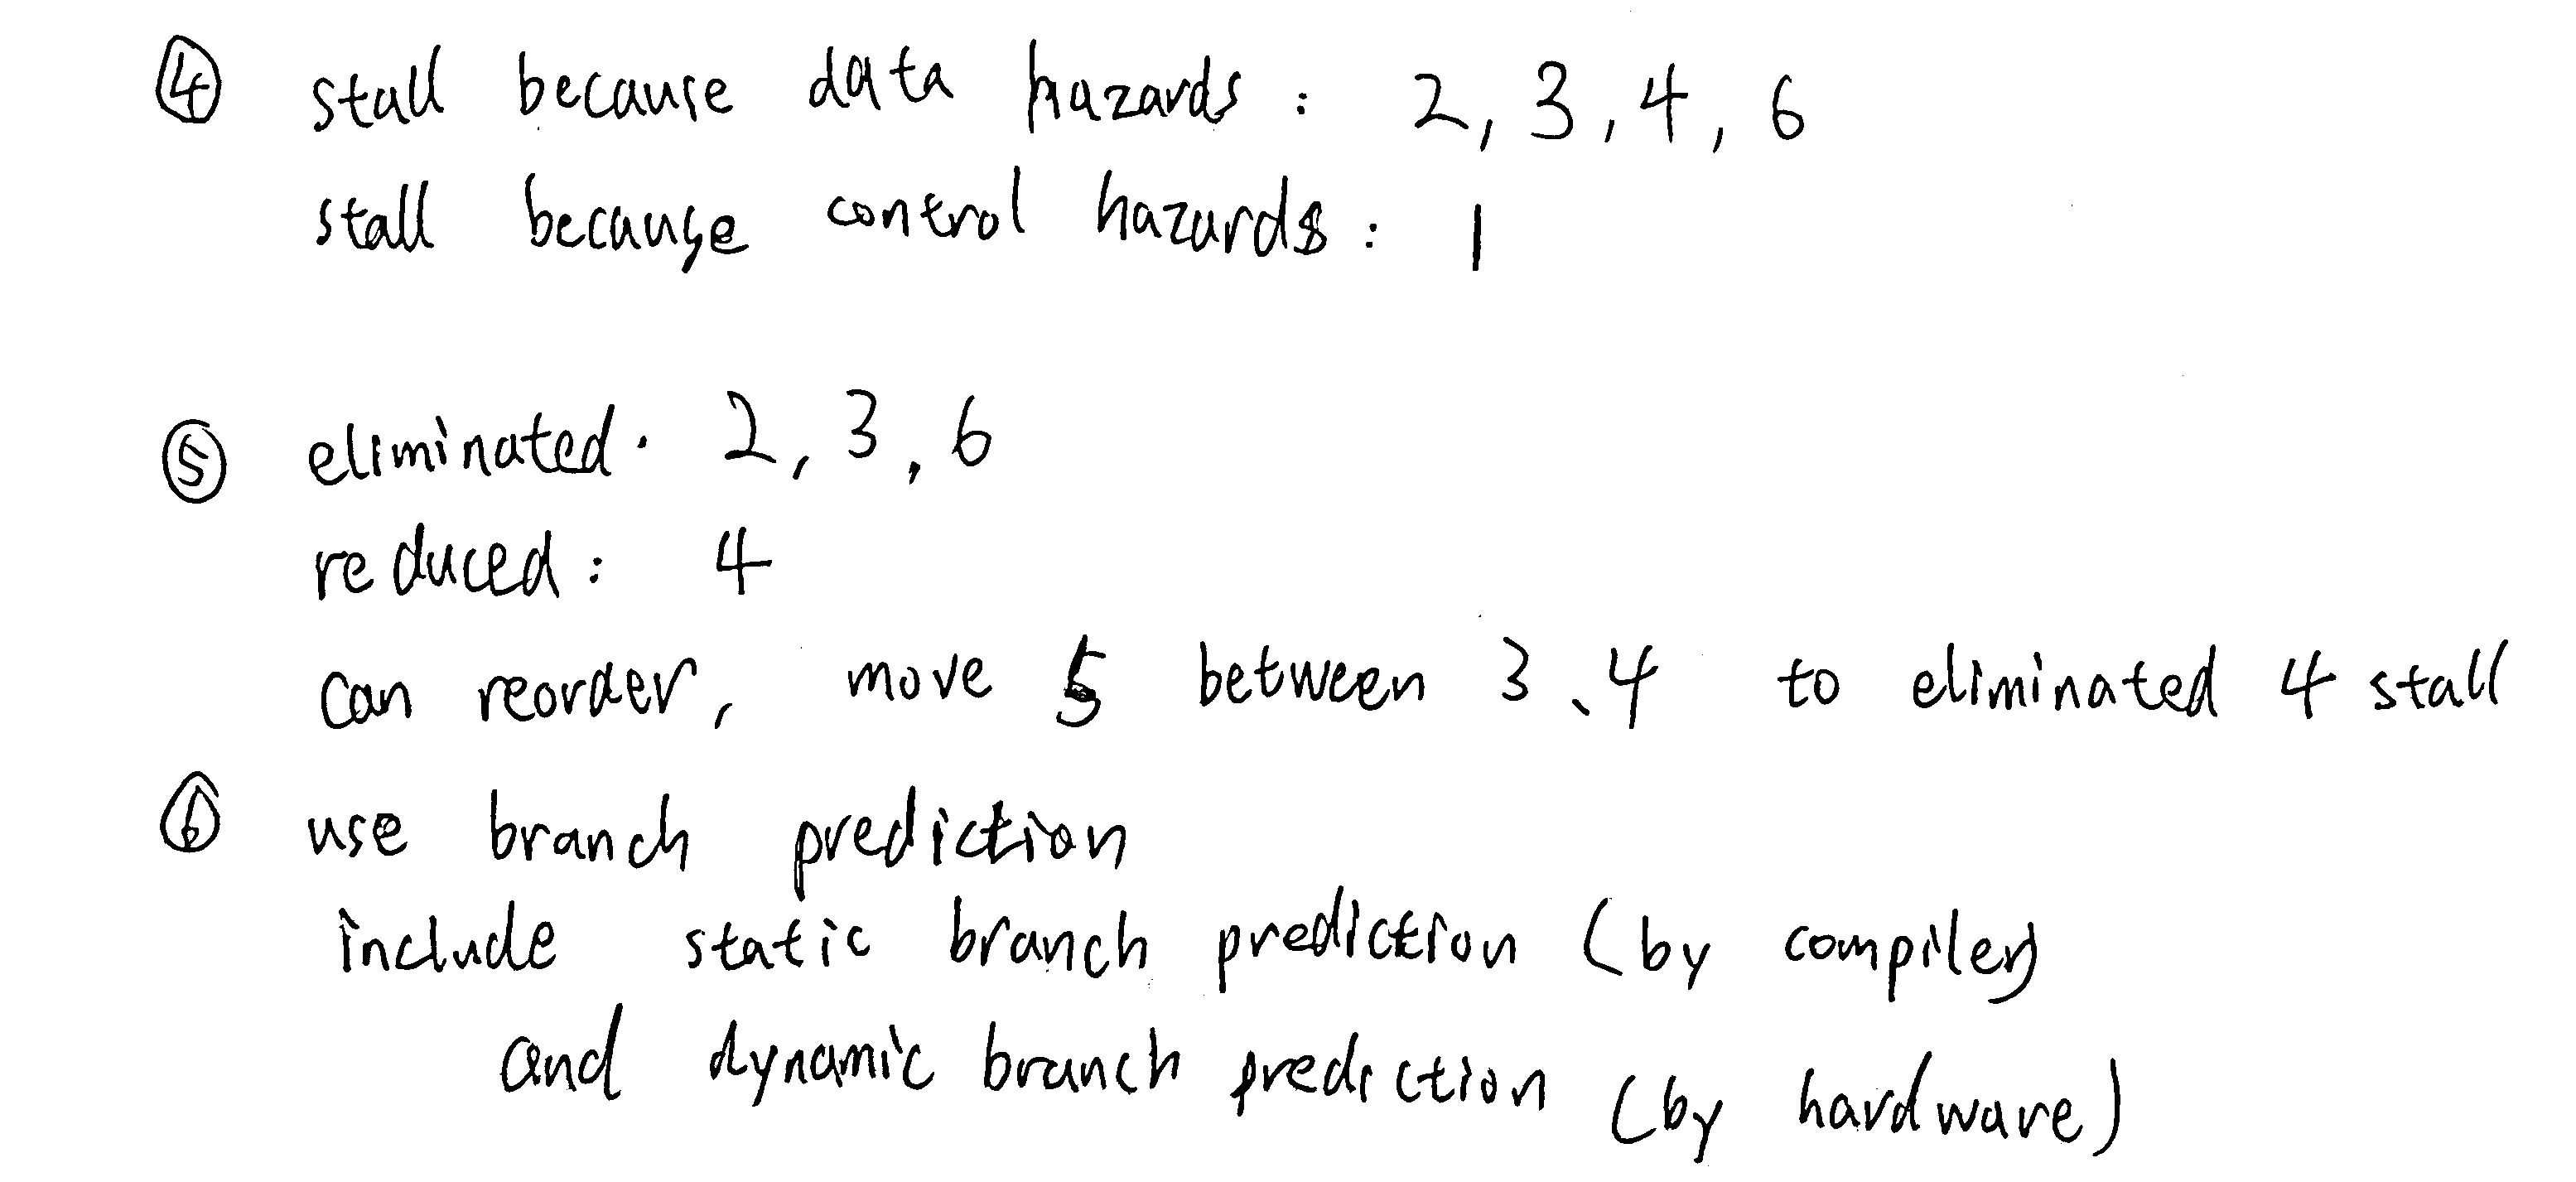 ④ stall because data hazards : 2, 3, 4, 6
stall because control hazards : 1
⑤ eliminated. 2, 3, 6
reduced : 4
can reorder, move 5 between 3、4 to eliminated 4 stall
⑥ use branch prediction
include static branch prediction (by compiler)
and dynamic branch prediction (by hardware)